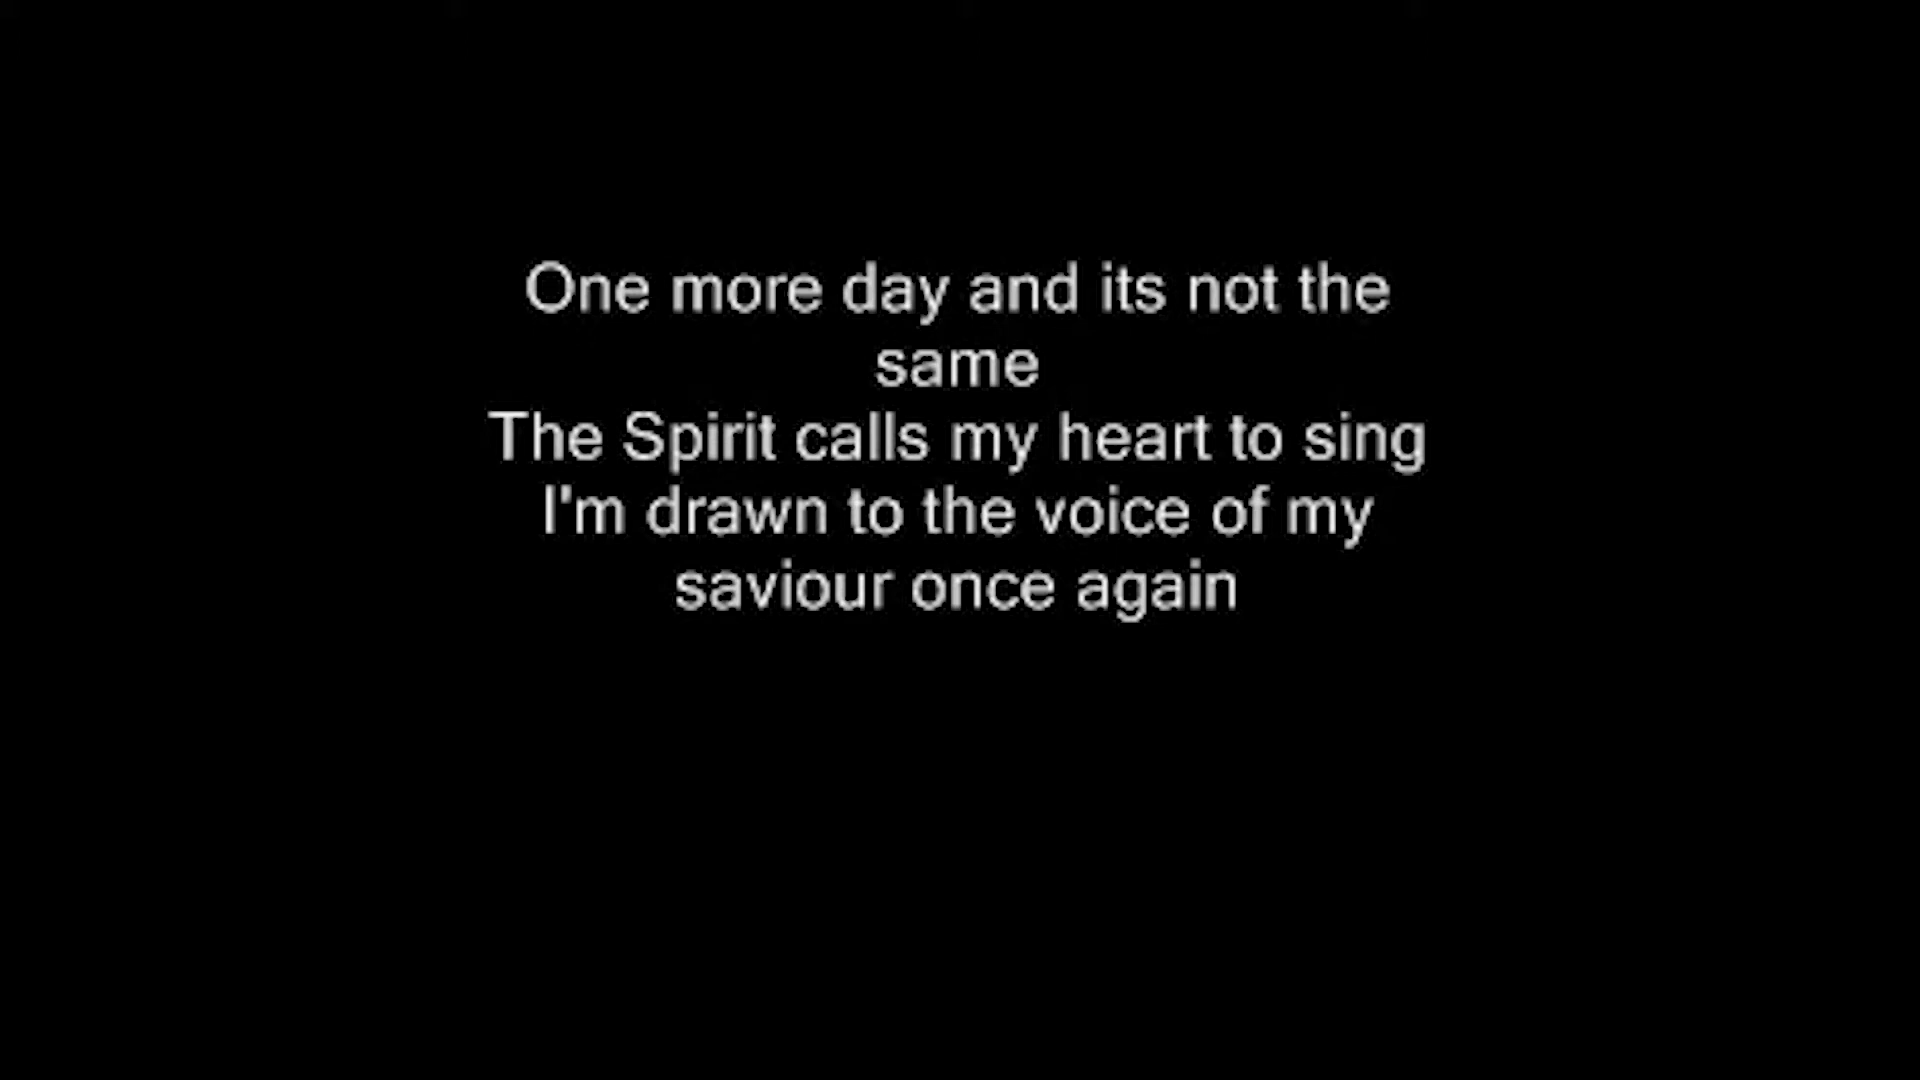 One more day and its not the
same
The Spirit calls my heart to sing
I'm drawn to the voice of my
saviour once again